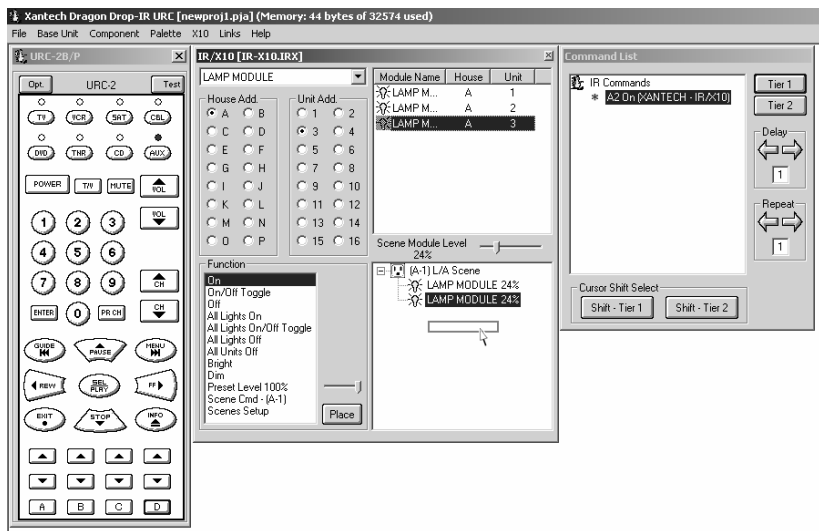 Xantech Dragon Drop-IR URC [newproj1.pja] (Memory: 44 bytes of 32574 used)
File Base Unit Component Palette X10 Links Help
URC-2B/P
Opt. URC-2 Test
TV VCR SAT CBL
DVD TNR CD AUX
POWER T/V MUTE VOL
1 2 3 VOL
4 5 6
7 8 9 CH
ENTER 0 PR CH CH
GUIDE PAUSE MENU
REW SEL PLAY FF
EXIT STOP INFO
A B C D
IR/X10 [IR-X10.IRX]
LAMP MODULE
House Add. Unit Add.
A B 1 2
C D 3 4
E F 5 6
G H 7 8
I J 9 10
K L 11 12
M N 13 14
O P 15 16
Function
On
On/Off Toggle
Off
All Lights On
All Lights On/Off Toggle
All Lights Off
All Units Off
Bright
Dim
Preset Level 100%
Scene Cmd - (A-1)
Scenes Setup
Place
Module Name House Unit
LAMP M... A 1
LAMP M... A 2
LAMP M... A 3
Scene Module Level
24%
(A-1) L/A Scene
LAMP MODULE 24%
LAMP MODULE 24%
Command List
IR Commands
* A2 On (XANTECH - IR/X10)
Tier 1
Tier 2
Delay
1
Repeat
1
Cursor Shift Select
Shift - Tier 1 Shift - Tier 2